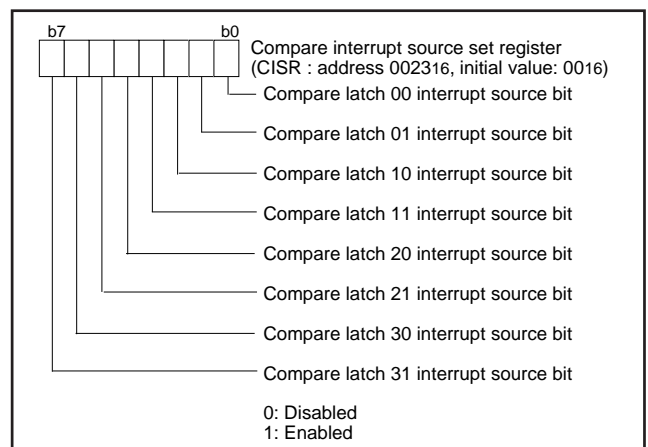 b7 b0
Compare interrupt source set register
(CISR : address 002316, initial value: 0016)
Compare latch 00 interrupt source bit
Compare latch 01 interrupt source bit
Compare latch 10 interrupt source bit
Compare latch 11 interrupt source bit
Compare latch 20 interrupt source bit
Compare latch 21 interrupt source bit
Compare latch 30 interrupt source bit
Compare latch 31 interrupt source bit
0: Disabled
1: Enabled